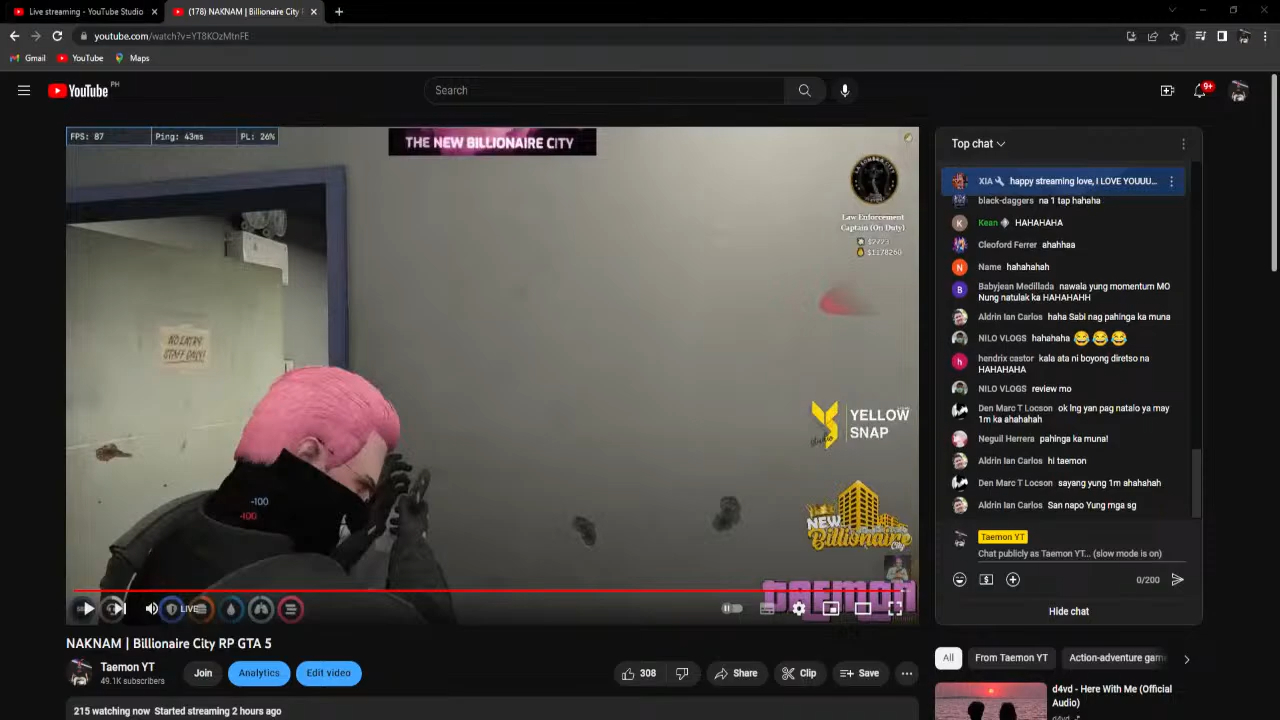 Live streaming - YouTube Studio
(178) NAKNAM | Billionaire City R
youtube.com/watch?v=YT8KOzMtnFE
Gmail
YouTube
Maps
YouTube PH
Search
9+
FPS: 87
Ping: 43ms
PL: 26%
THE NEW BILLIONAIRE CITY
Law Enforcement
Captain (On Duty)
$2723
$1178260
NO ENTRY
STAFF ONLY!
-100
-100
YELLOW
SNAP
Studio
NEW
Billionaire
City
TAEMON
LIVE
NAKNAM | Billionaire City RP GTA 5
Taemon YT
49.1K subscribers
Join
Analytics
Edit video
308
Share
Clip
Save
215 watching now Started streaming 2 hours ago
Top chat
XIA happy streaming love, I LOVE YOUUU...
black-daggers na 1 tap hahaha
Kean HAHAHAHA
Cleoford Ferrer ahahhaa
Name hahahahah
Babyjean Medillada nawala yung momentum MO
Nung natulak ka HAHAHAHH
Aldrin Ian Carlos haha Sabi nag pahinga ka muna
NILO VLOGS hahahaha 😂 😂 😂
hendrix castor kala ata ni boyong diretso na
HAHAHAHA
NILO VLOGS review mo
Den Marc T Locson ok lng yan pag natalo ya may
1m ka ahahahah
Neguil Herrera pahinga ka muna!
Aldrin Ian Carlos hi taemon
Den Marc T Locson sayang yung 1m ahahahah
Aldrin Ian Carlos San napo Yung mga sg
Taemon YT
Chat publicly as Taemon YT... (slow mode is on)
0/200
Hide chat
All
From Taemon YT
Action-adventure gam
d4vd - Here With Me (Official
Audio)